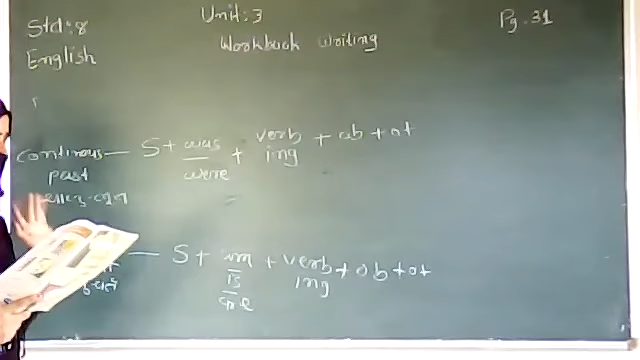 Std: 8
Unit: 3
Pg. 31
English
Workbook writing
continous — S + was + verb + ob + ot
past were ing
— S + am + verb + ob + ot
is ing
are